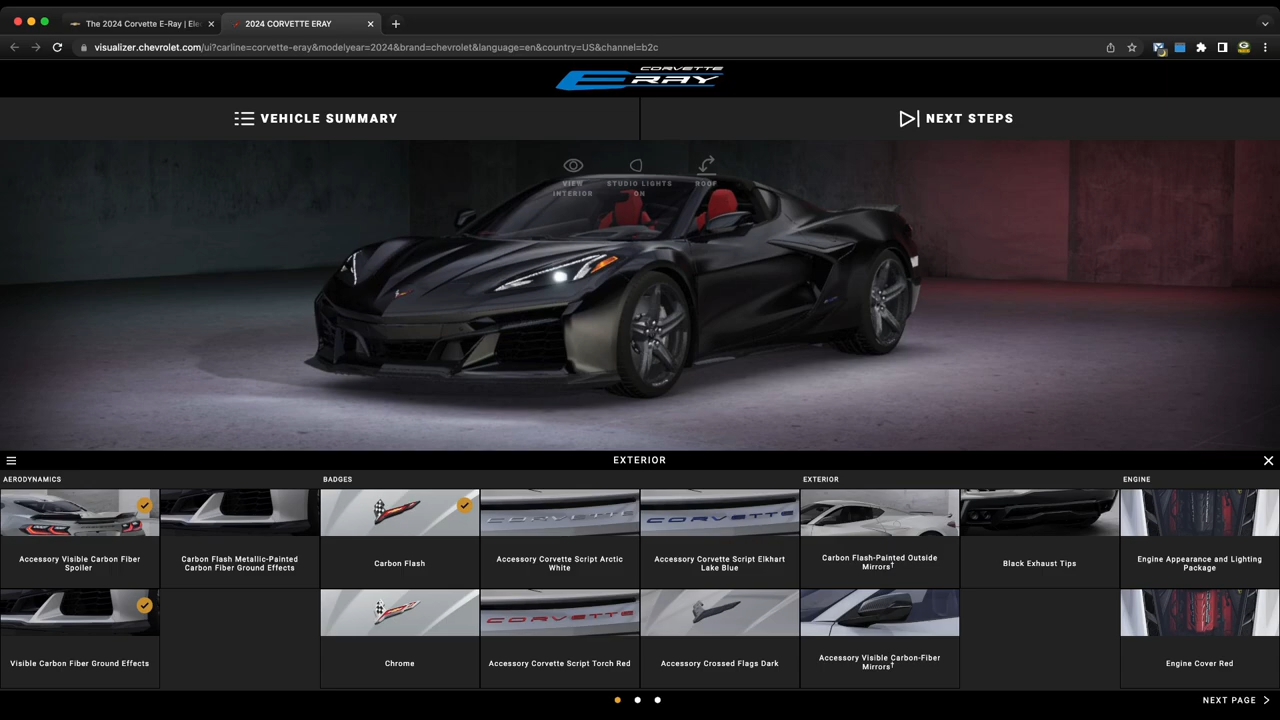 The 2024 Corvette E-Ray | Ele
2024 CORVETTE ERAY
visualizer.chevrolet.com/ui?carline=corvette-eray&modelyear=2024&brand=chevrolet&language=en&country=US&channel=b2c
CORVETTE
E RAY
VEHICLE SUMMARY
NEXT STEPS
VIEW
INTERIOR
STUDIO LIGHTS
ON
ROOF
EXTERIOR
AERODYNAMICS
BADGES
EXTERIOR
ENGINE
Accessory Visible Carbon Fiber
Spoiler
Carbon Flash Metallic-Painted
Carbon Fiber Ground Effects
Carbon Flash
CORVETTE
Accessory Corvette Script Arctic
White
CORVETTE
Accessory Corvette Script Elkhart
Lake Blue
Carbon Flash-Painted Outside
Mirrors†
Black Exhaust Tips
Engine Appearance and Lighting
Package
Visible Carbon Fiber Ground Effects
Chrome
CORVETTE
Accessory Corvette Script Torch Red
Accessory Crossed Flags Dark
Accessory Visible Carbon-Fiber
Mirrors†
Engine Cover Red
NEXT PAGE